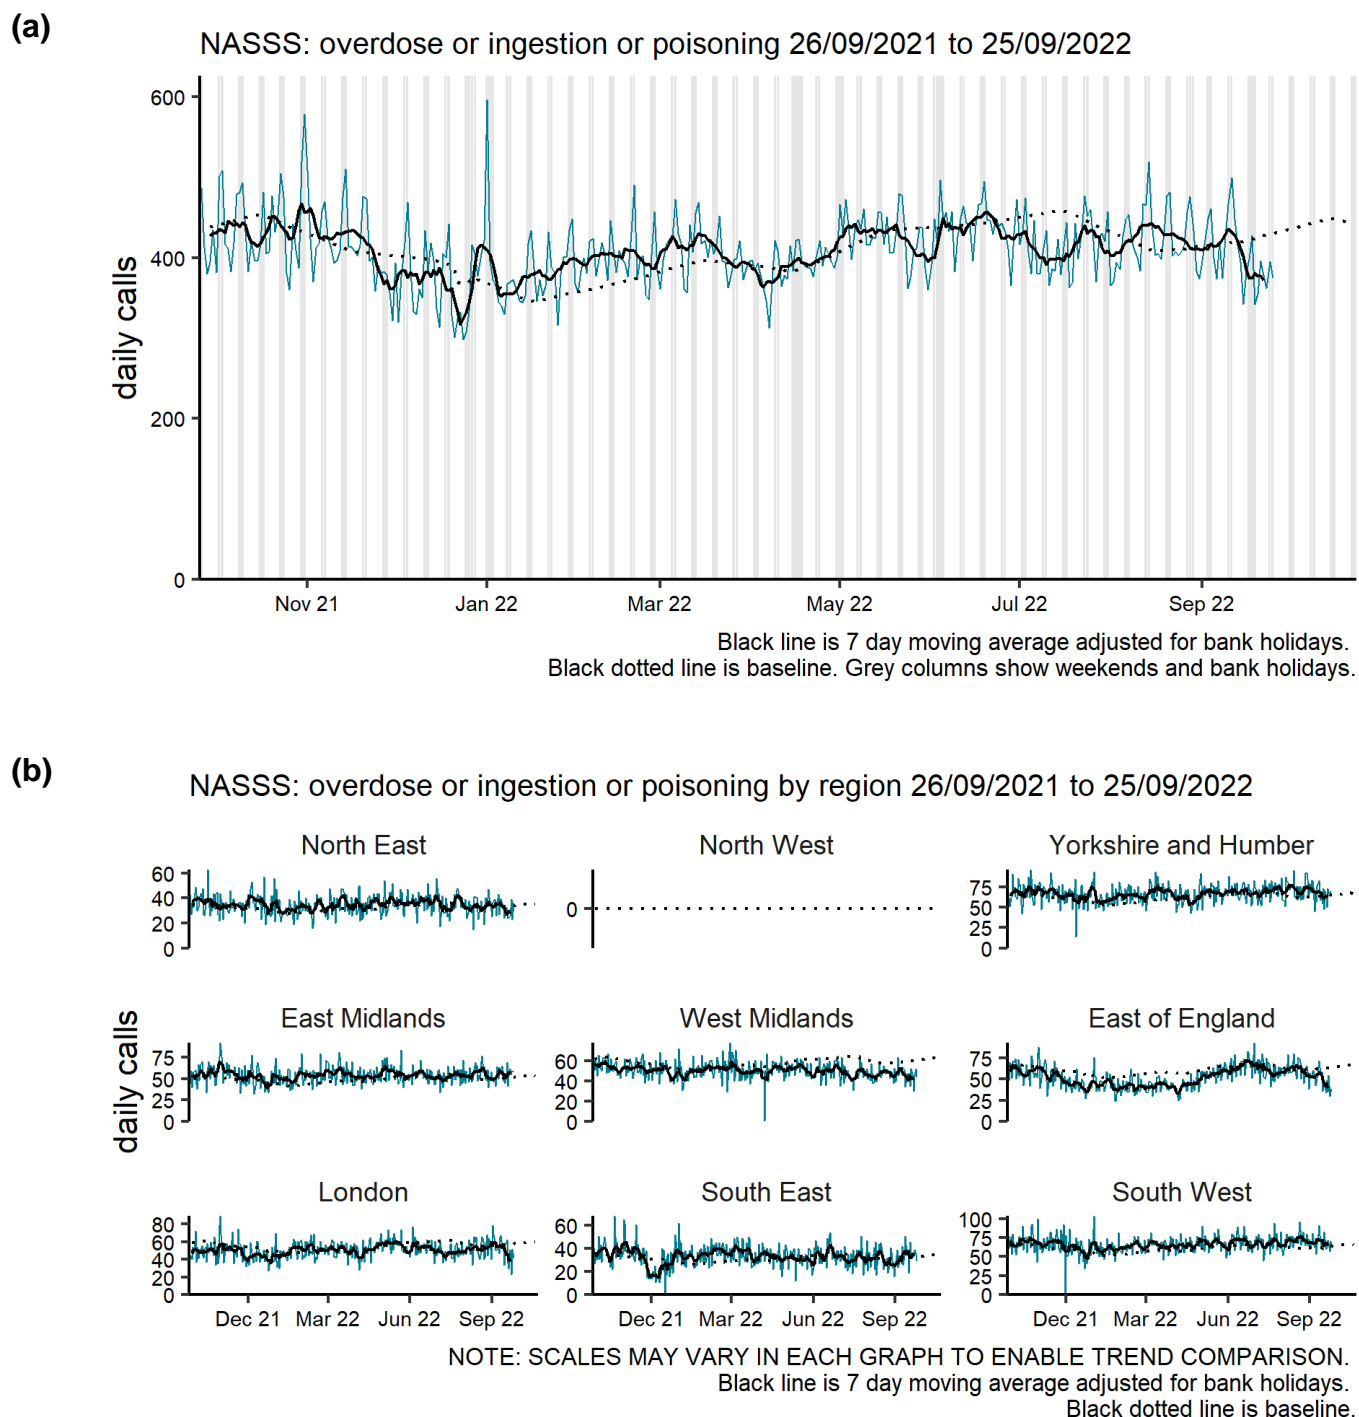 (a)
NASSS: overdose or ingestion or poisoning 26/09/2021 to 25/09/2022
daily calls
600
400
200
0
Nov 21 Jan 22 Mar 22 May 22 Jul 22 Sep 22
Black line is 7 day moving average adjusted for bank holidays.
Black dotted line is baseline. Grey columns show weekends and bank holidays.
(b)
NASSS: overdose or ingestion or poisoning by region 26/09/2021 to 25/09/2022
daily calls
North East
60
40
20
0
North West
0
Yorkshire and Humber
75
50
25
0
East Midlands
75
50
25
0
West Midlands
60
40
20
0
East of England
75
50
25
0
London
80
60
40
20
0
Dec 21 Mar 22 Jun 22 Sep 22
South East
60
40
20
0
Dec 21 Mar 22 Jun 22 Sep 22
South West
100
75
50
25
0
Dec 21 Mar 22 Jun 22 Sep 22
NOTE: SCALES MAY VARY IN EACH GRAPH TO ENABLE TREND COMPARISON.
Black line is 7 day moving average adjusted for bank holidays.
Black dotted line is baseline.